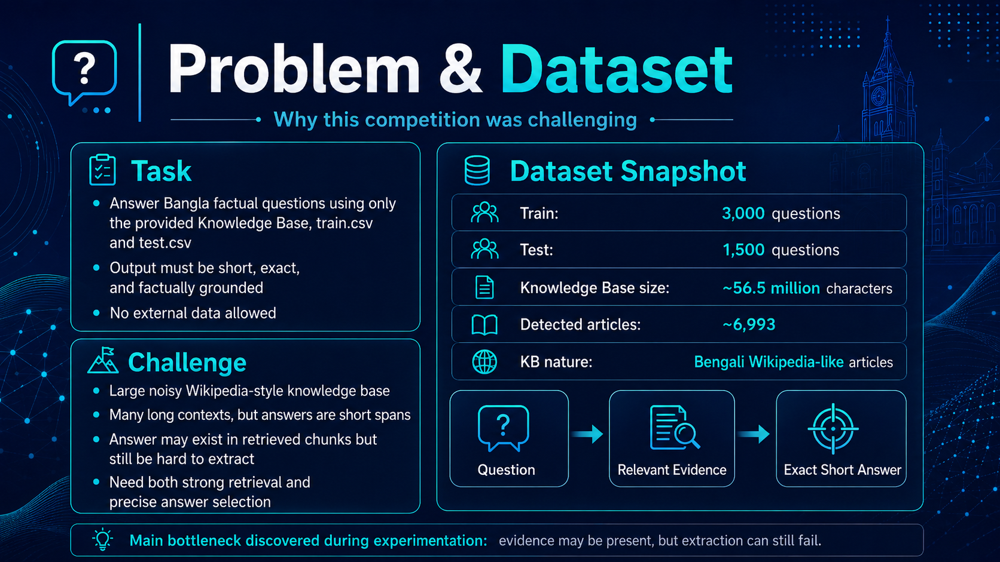 ?
Problem & Dataset
Why this competition was challenging
Task
Answer Bangla factual questions using only
the provided Knowledge Base, train.csv
and test.csv
Output must be short, exact,
and factually grounded
No external data allowed
Challenge
Large noisy Wikipedia-style knowledge base
Many long contexts, but answers are short spans
Answer may exist in retrieved chunks but
still be hard to extract
Need both strong retrieval and
precise answer selection
Dataset Snapshot
Train: 3,000 questions
Test: 1,500 questions
Knowledge Base size: ~56.5 million characters
Detected articles: ~6,993
KB nature: Bengali Wikipedia-like articles
?
Question
Relevant Evidence
Exact Short Answer
Main bottleneck discovered during experimentation: evidence may be present, but extraction can still fail.